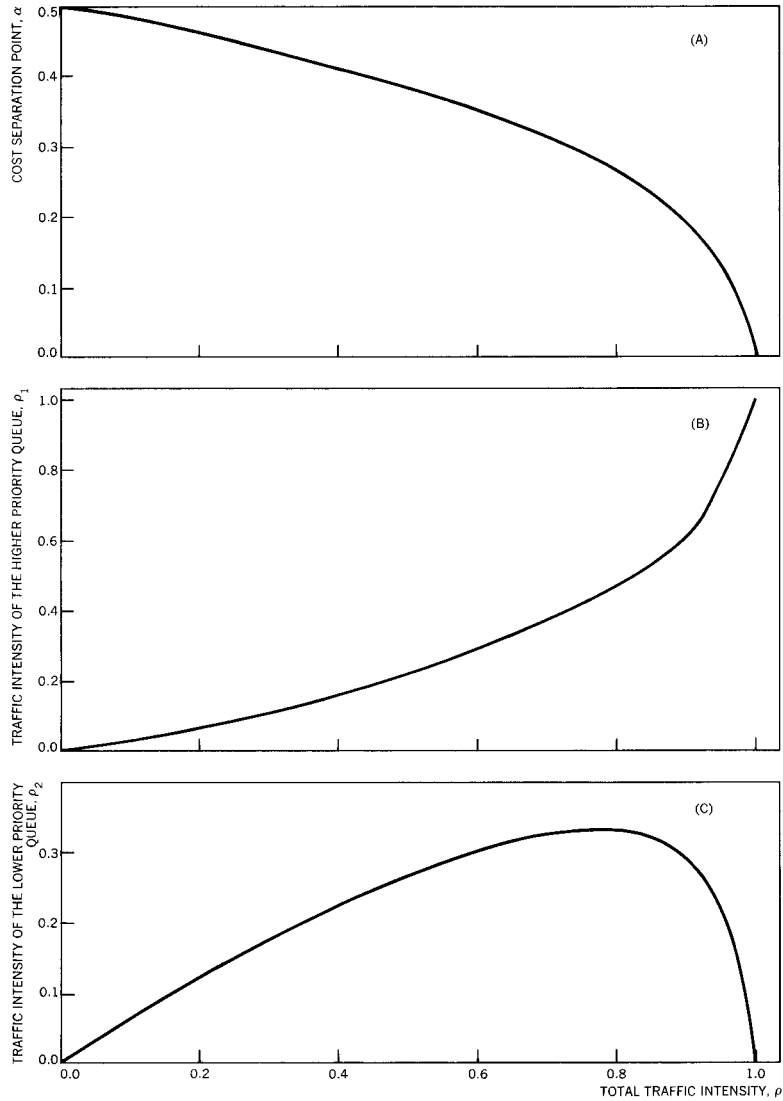 COST SEPARATION POINT, α
0.5
0.4
0.3
0.2
0.1
0.0
(A)
TRAFFIC INTENSITY OF THE HIGHER PRIORITY QUEUE, ρ1
1.0
0.8
0.6
0.4
0.2
0.0
(B)
TRAFFIC INTENSITY OF THE LOWER PRIORITY
QUEUE, ρ2
0.3
0.2
0.1
0.0
(C)
0.0 0.2 0.4 0.6 0.8 1.0
TOTAL TRAFFIC INTENSITY, ρ